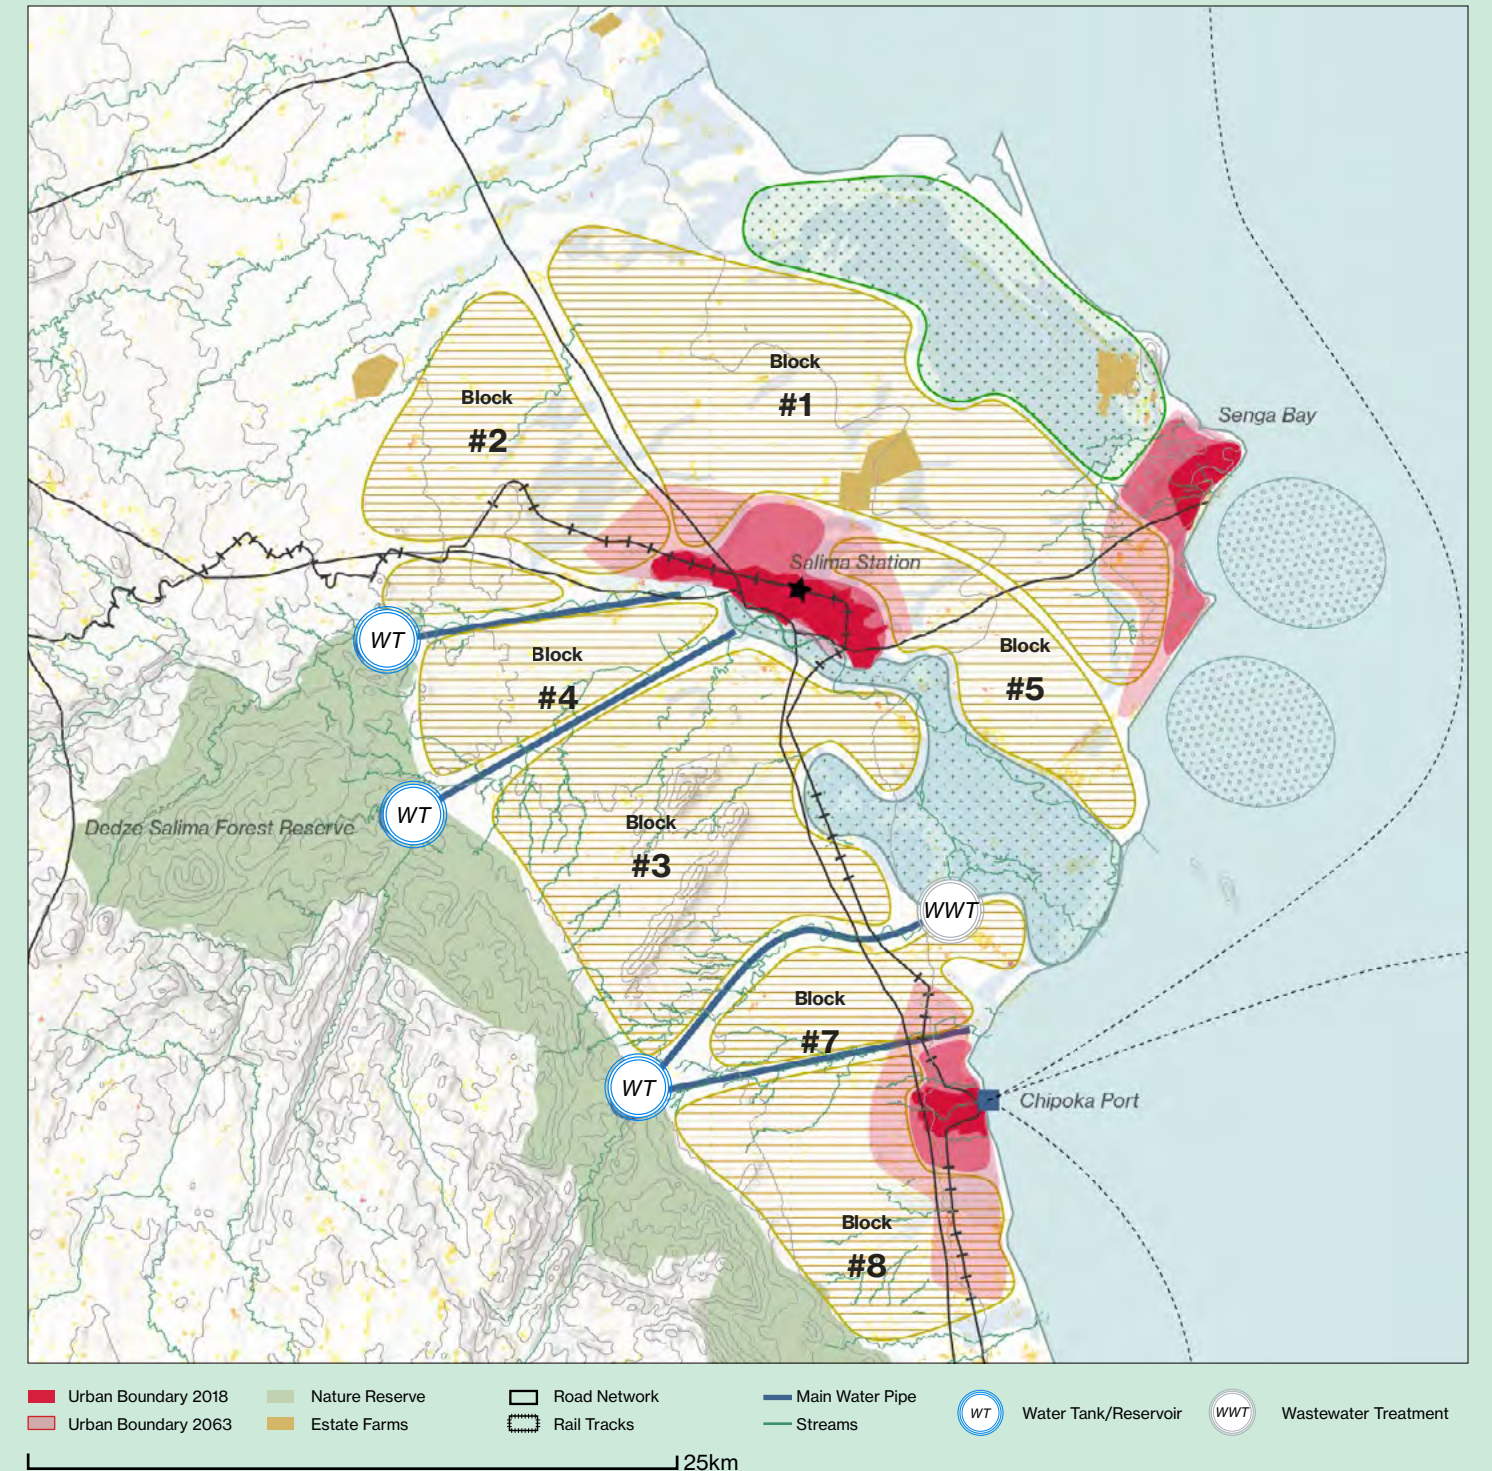 Block
#1
Block
#2
Senga Bay
Salima Station
WT
Block
#4
Block
#5
WT
Dedze Salima Forest Reserve
Block
#3
WWT
Block
#7
WT
Chipoka Port
Block
#8
Urban Boundary 2018
Urban Boundary 2063
Nature Reserve
Estate Farms
Road Network
Rail Tracks
Main Water Pipe
Streams
WT
Water Tank/Reservoir
WWT
Wastewater Treatment
25km